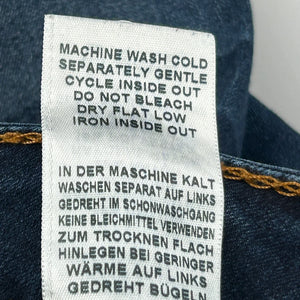 MACHINE WASH COLD
SEPARATELY GENTLE
CYCLE INSIDE OUT
DO NOT BLEACH
DRY FLAT LOW
IRON INSIDE OUT
IN DER MASCHINE KALT
WASCHEN SEPARAT AUF LINKS
GEDREHT IM SCHONWASCHGANG
KEINE BLEICHMITTEL VERWENDEN
ZUM TROCKNEN FLACH
HINLEGEN BEI GERINGER
WÄRME AUF LINKS
GEDREHT BÜGELN